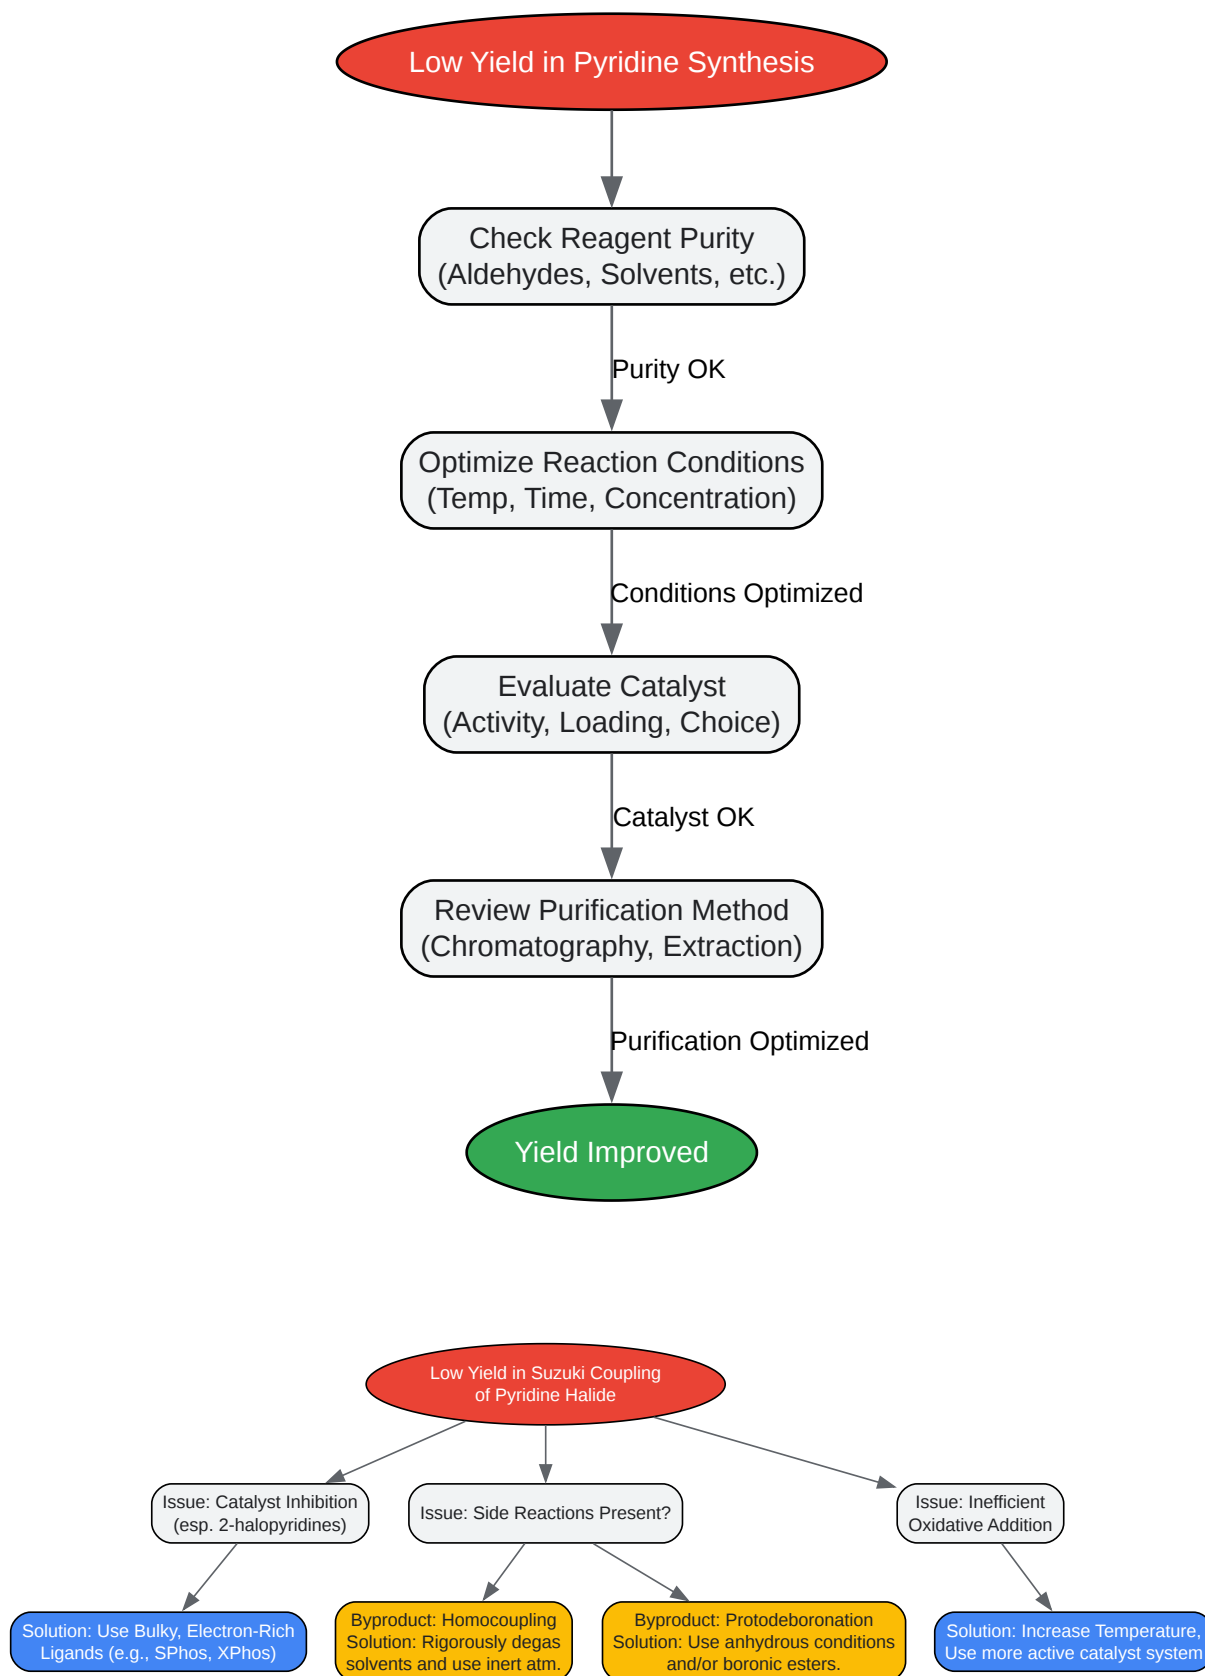 Low Yield in Pyridine Synthesis
Check Reagent Purity
(Aldehydes, Solvents, etc.)
Purity OK
Optimize Reaction Conditions
(Temp, Time, Concentration)
Conditions Optimized
Evaluate Catalyst
(Activity, Loading, Choice)
Catalyst OK
Review Purification Method
(Chromatography, Extraction)
Purification Optimized
Yield Improved
Low Yield in Suzuki Coupling
of Pyridine Halide
Issue: Catalyst Inhibition
(esp. 2-halopyridines)
Issue: Side Reactions Present?
Issue: Inefficient
Oxidative Addition
Solution: Use Bulky, Electron-Rich
Ligands (e.g., SPhos, XPhos)
Byproduct: Homocoupling
Solution: Rigorously degas
solvents and use inert atm.
Byproduct: Protodeboronation
Solution: Use anhydrous conditions
and/or boronic esters.
Solution: Increase Temperature,
Use more active catalyst system